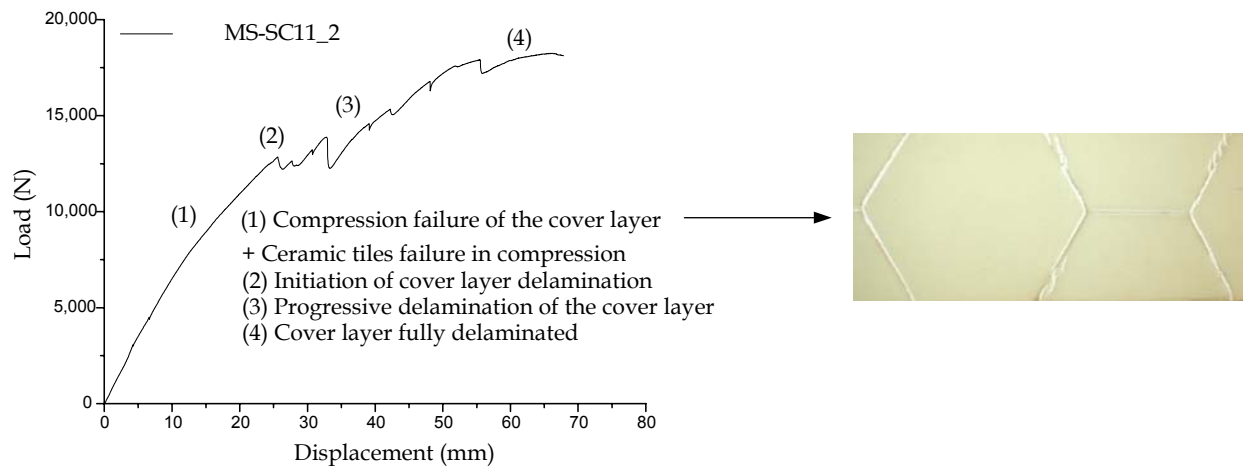 20,000
15,000
10,000
5,000
0
Load (N)
MS-SC11_2
(1)
(2)
(3)
(4)
(1) Compression failure of the cover layer
+ Ceramic tiles failure in compression
(2) Initiation of cover layer delamination
(3) Progressive delamination of the cover layer
(4) Cover layer fully delaminated
0 10 20 30 40 50 60 70 80
Displacement (mm)